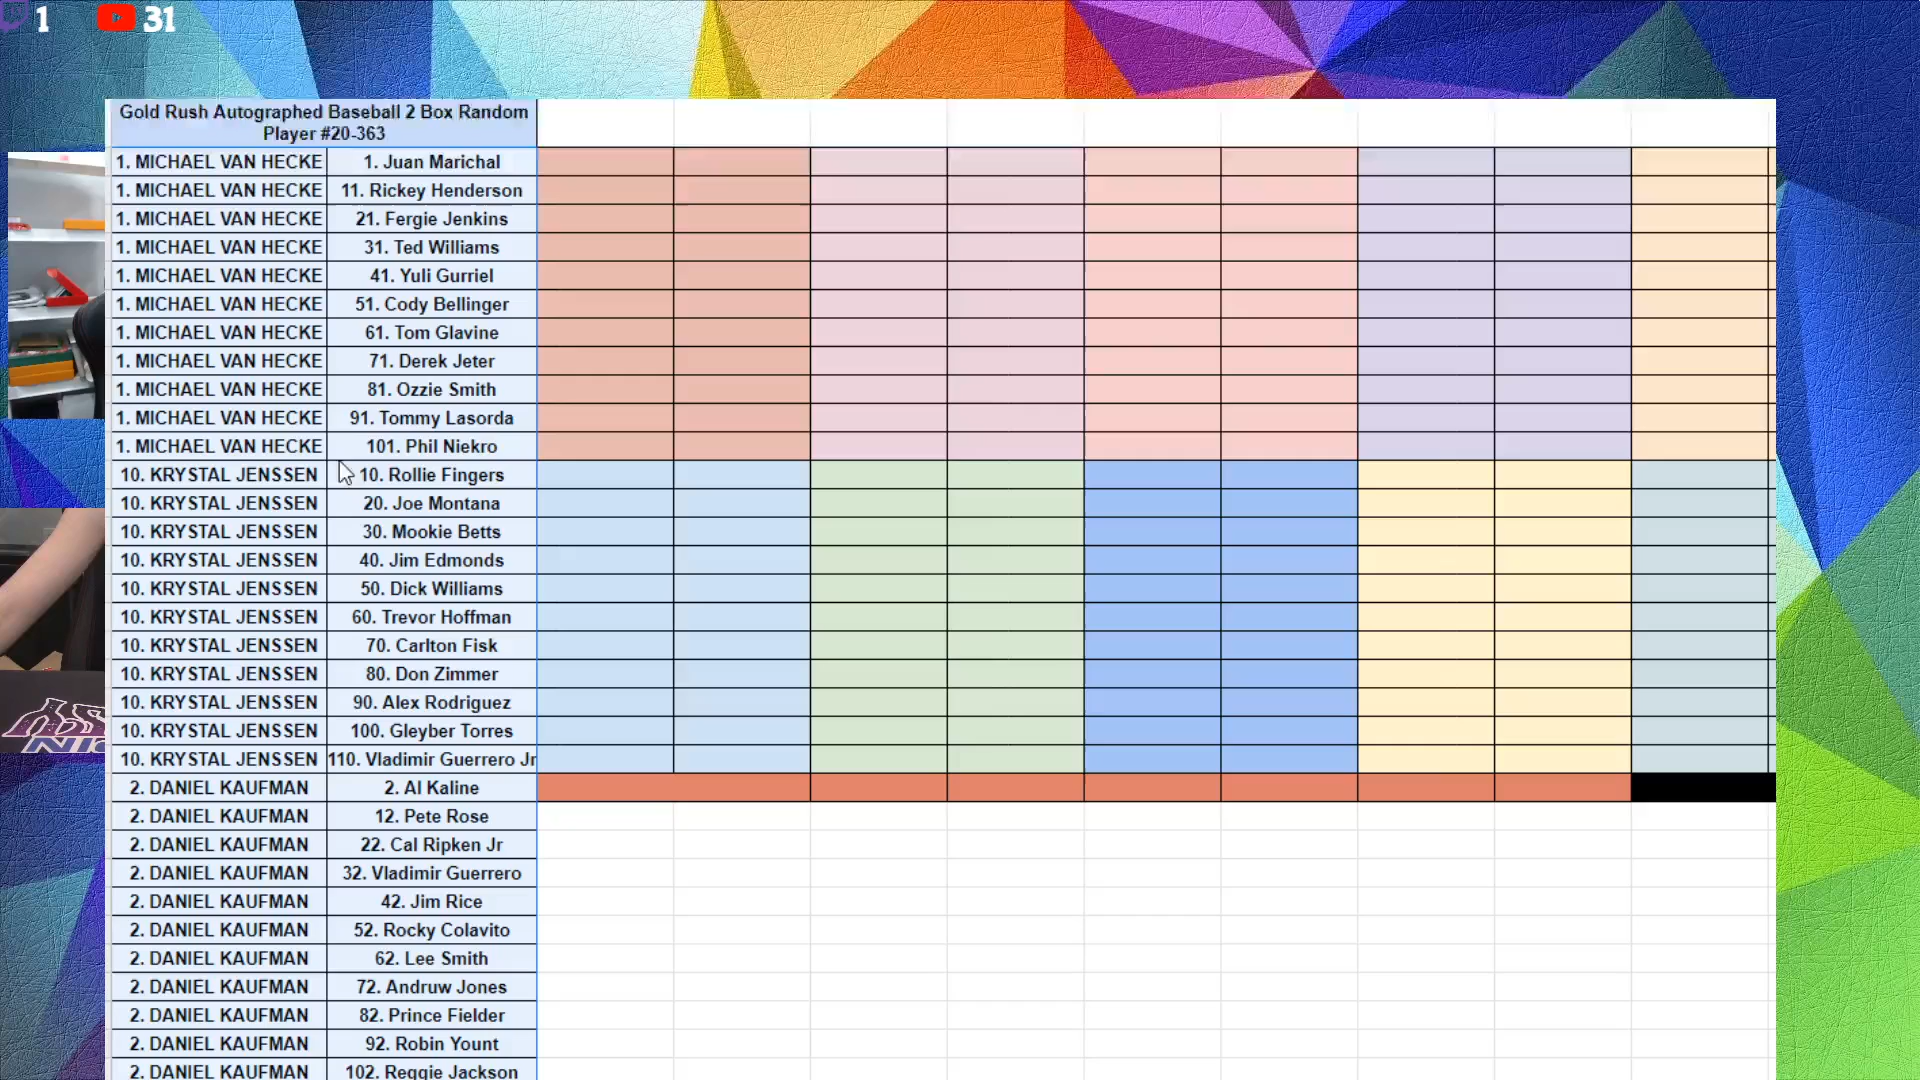 1 31
Gold Rush Autographed Baseball 2 Box Random
Player #20-363
1. MICHAEL VAN HECKE 1. Juan Marichal
1. MICHAEL VAN HECKE 11. Rickey Henderson
1. MICHAEL VAN HECKE 21. Fergie Jenkins
1. MICHAEL VAN HECKE 31. Ted Williams
1. MICHAEL VAN HECKE 41. Yuli Gurriel
1. MICHAEL VAN HECKE 51. Cody Bellinger
1. MICHAEL VAN HECKE 61. Tom Glavine
1. MICHAEL VAN HECKE 71. Derek Jeter
1. MICHAEL VAN HECKE 81. Ozzie Smith
1. MICHAEL VAN HECKE 91. Tommy Lasorda
1. MICHAEL VAN HECKE 101. Phil Niekro
10. KRYSTAL JENSSEN 10. Rollie Fingers
10. KRYSTAL JENSSEN 20. Joe Montana
10. KRYSTAL JENSSEN 30. Mookie Betts
10. KRYSTAL JENSSEN 40. Jim Edmonds
10. KRYSTAL JENSSEN 50. Dick Williams
10. KRYSTAL JENSSEN 60. Trevor Hoffman
10. KRYSTAL JENSSEN 70. Carlton Fisk
10. KRYSTAL JENSSEN 80. Don Zimmer
10. KRYSTAL JENSSEN 90. Alex Rodriguez
10. KRYSTAL JENSSEN 100. Gleyber Torres
10. KRYSTAL JENSSEN 110. Vladimir Guerrero Jr
2. DANIEL KAUFMAN 2. Al Kaline
2. DANIEL KAUFMAN 12. Pete Rose
2. DANIEL KAUFMAN 22. Cal Ripken Jr
2. DANIEL KAUFMAN 32. Vladimir Guerrero
2. DANIEL KAUFMAN 42. Jim Rice
2. DANIEL KAUFMAN 52. Rocky Colavito
2. DANIEL KAUFMAN 62. Lee Smith
2. DANIEL KAUFMAN 72. Andruw Jones
2. DANIEL KAUFMAN 82. Prince Fielder
2. DANIEL KAUFMAN 92. Robin Yount
2. DANIEL KAUFMAN 102. Reggie Jackson